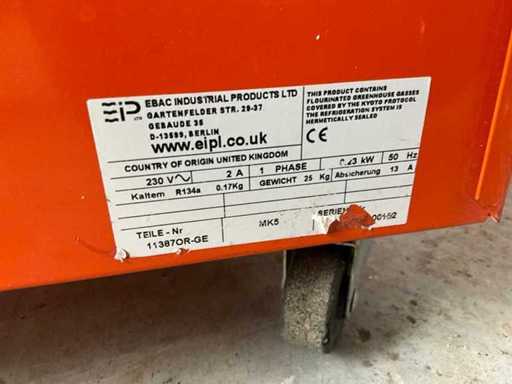 EIP LTD
EBAC INDUSTRIAL PRODUCTS LTD
GARTENFELDER STR. 29-37
GEBAUDE 35
D-13599, BERLIN
www.eipl.co.uk
THIS PRODUCT CONTAINS
FLOURINATED GREENHOUSE GASSES
COVERED BY THE KYOTO PROTOCOL
THE REFRIGERATION SYSTEM IS
HERMETICALLY SEALED
CE
COUNTRY OF ORIGIN UNITED KINGDOM
230 V~ 2 A 1 PHASE 0.23 kW 50 Hz
Kaltem R134a 0.17Kg GEWICHT 25 Kg Absicherung 13 A
TEILE - Nr
11387OR-GE
MK5